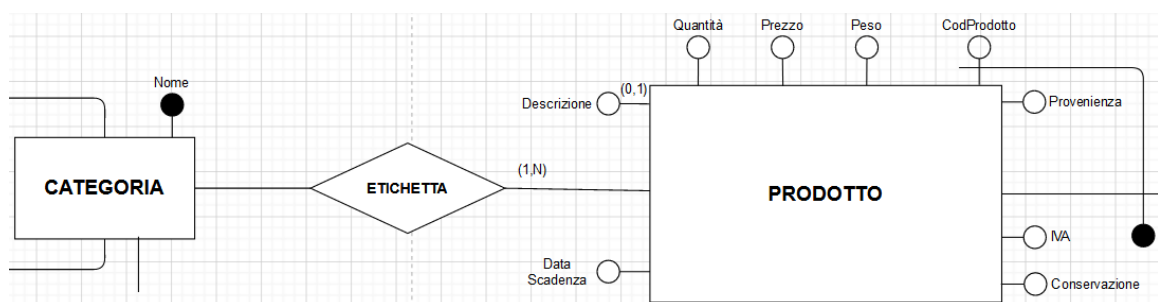 Quantità
Prezzo
Peso
CodProdotto
Nome
Descrizione
(0,1)
Provenienza
CATEGORIA
ETICHETTA
(1,N)
PRODOTTO
IVA
Data
Scadenza
Conservazione